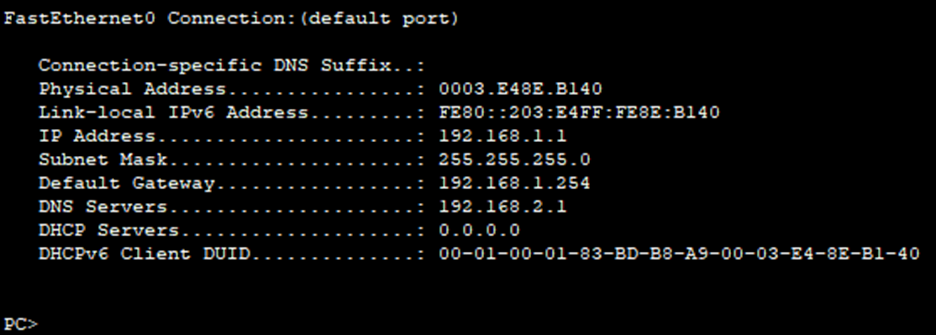 FastEthernet0 Connection:(default port)
Connection-specific DNS Suffix..:
Physical Address................: 0003.E48E.B140
Link-local IPv6 Address.........: FE80::203:E4FF:FE8E:B140
IP Address......................: 192.168.1.1
Subnet Mask.....................: 255.255.255.0
Default Gateway.................: 192.168.1.254
DNS Servers.....................: 192.168.2.1
DHCP Servers....................: 0.0.0.0
DHCPv6 Client DUID..............: 00-01-00-01-83-BD-B8-A9-00-03-E4-8E-B1-40
PC>